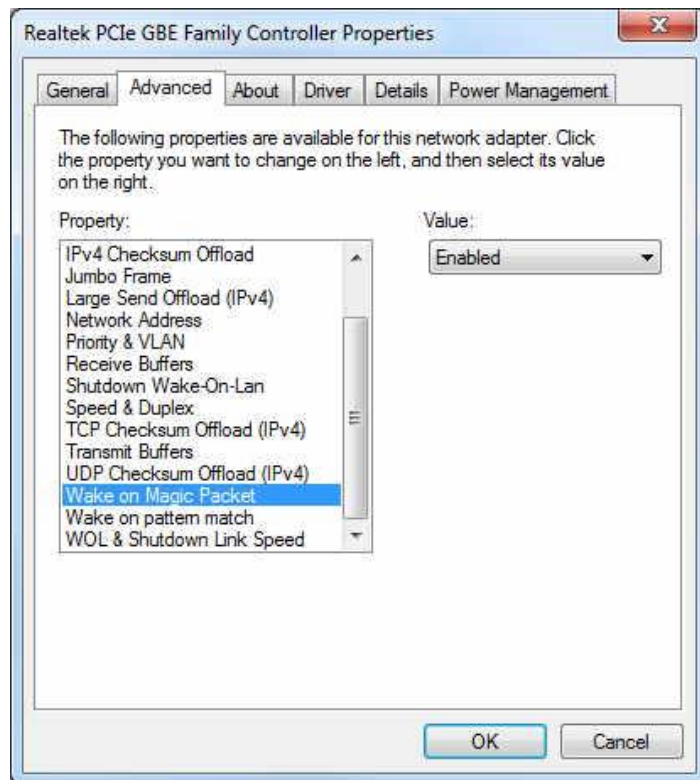 Realtek PCIe GBE Family Controller Properties
General Advanced About Driver Details Power Management
The following properties are available for this network adapter. Click
the property you want to change on the left, and then select its value
on the right.
Property: Value:
IPv4 Checksum Offload Enabled
Jumbo Frame
Large Send Offload (IPv4)
Network Address
Priority & VLAN
Receive Buffers
Shutdown Wake-On-Lan
Speed & Duplex
TCP Checksum Offload (IPv4)
Transmit Buffers
UDP Checksum Offload (IPv4)
Wake on Magic Packet
Wake on pattern match
WOL & Shutdown Link Speed
OK Cancel